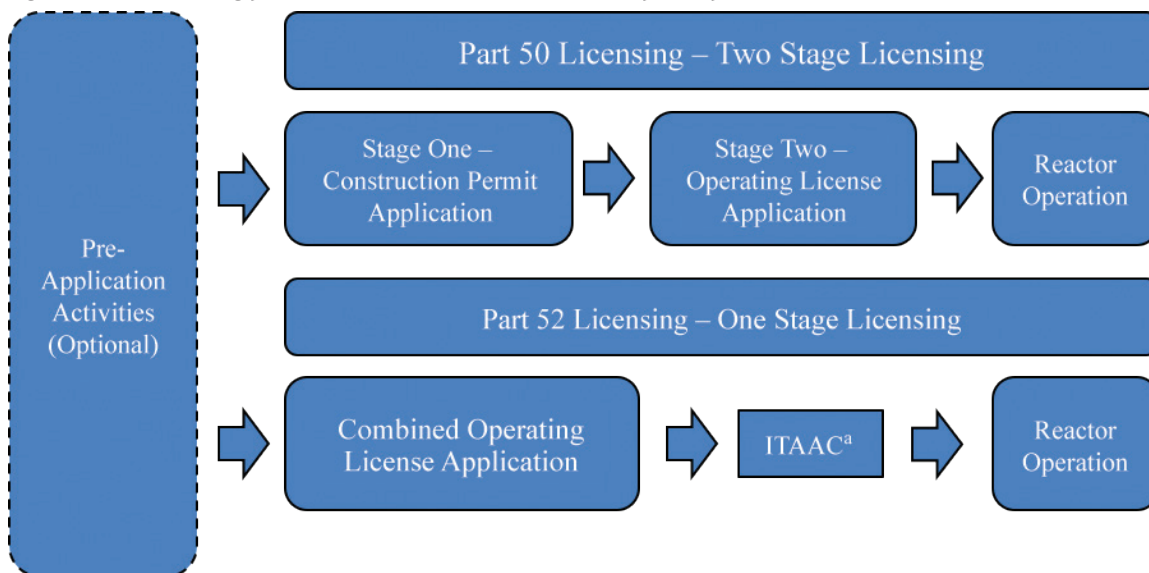 Part 50 Licensing – Two Stage Licensing
Stage One –
Construction Permit
Application
Stage Two –
Operating License
Application
Reactor
Operation
Pre-
Application
Activities
(Optional)
Part 52 Licensing – One Stage Licensing
Combined Operating
License Application
ITAACᵃ
Reactor
Operation